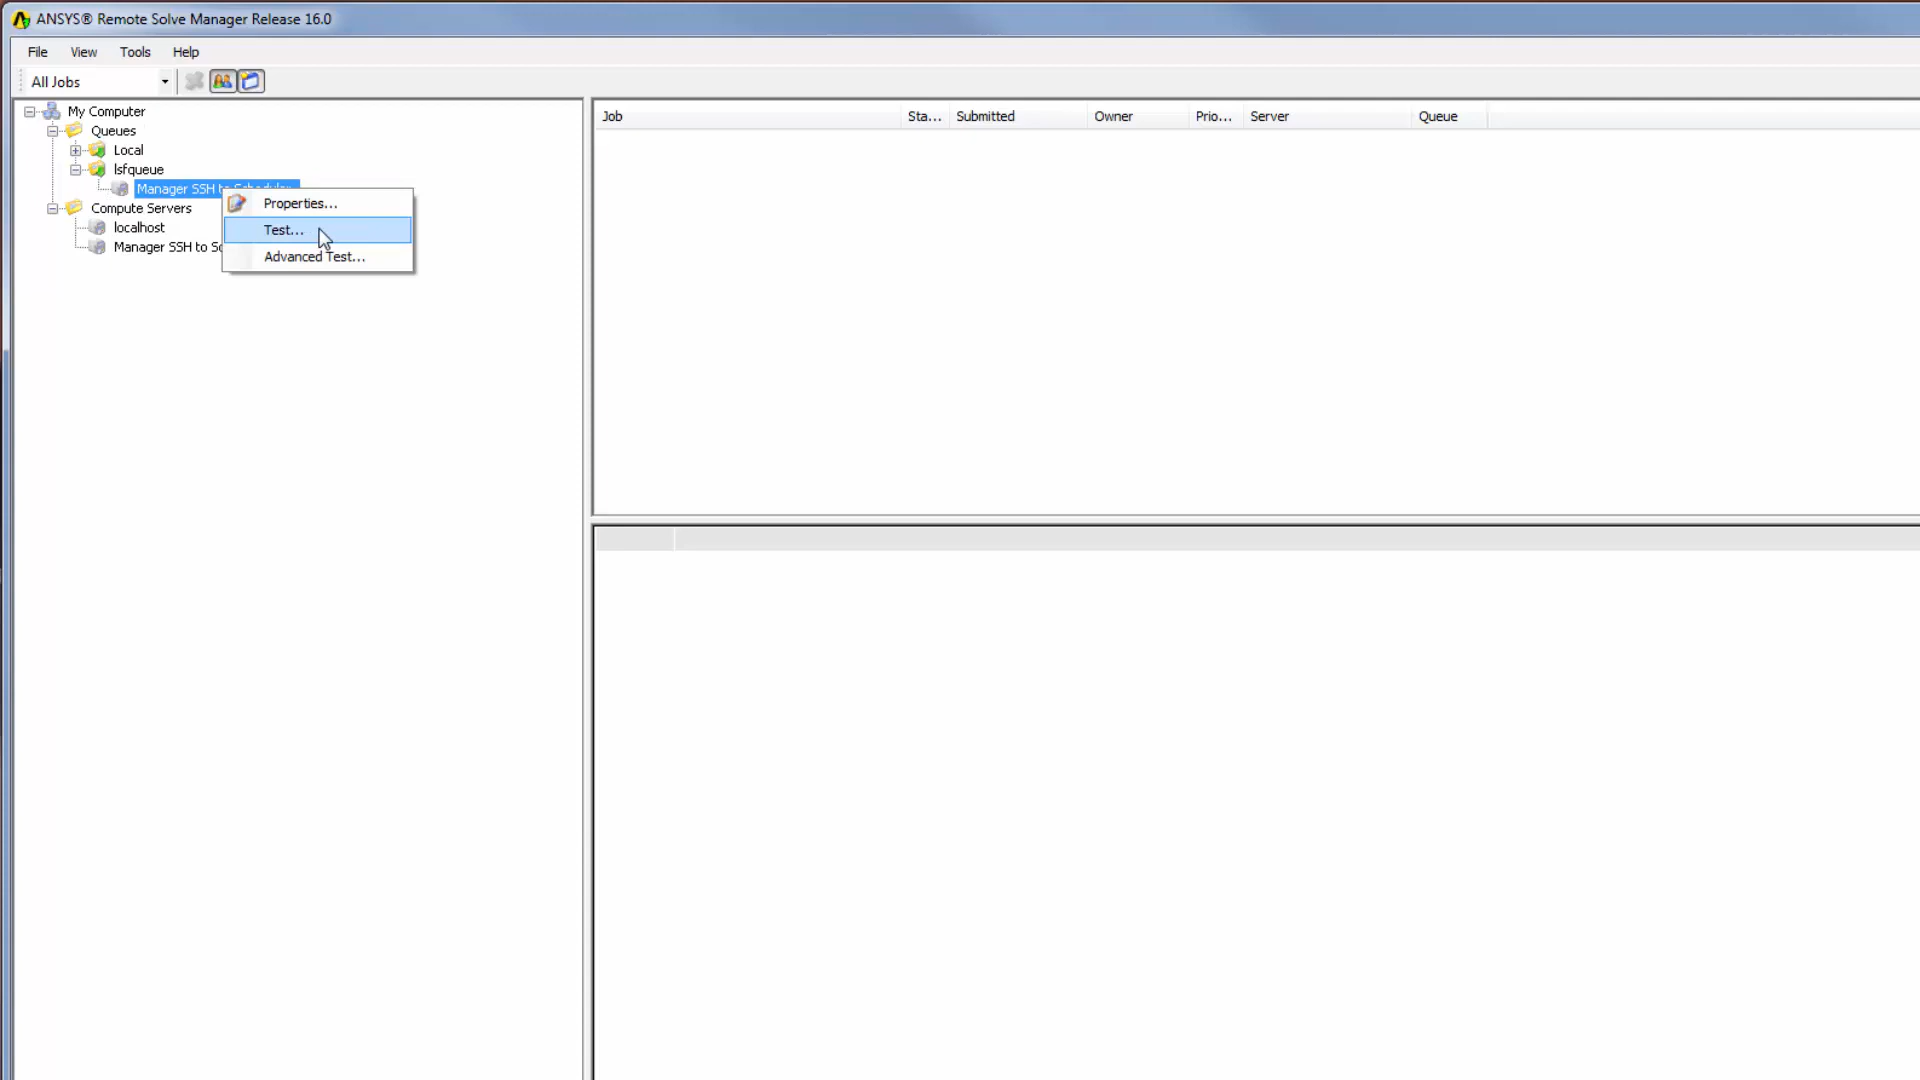 ANSYS® Remote Solve Manager Release 16.0
File View Tools Help
All Jobs
My Computer
Queues
Local
lsfqueue
Manager SSH to
Compute Servers
localhost
Manager SSH to
Properties...
Test...
Advanced Test...
Job Sta... Submitted Owner Prio... Server Queue